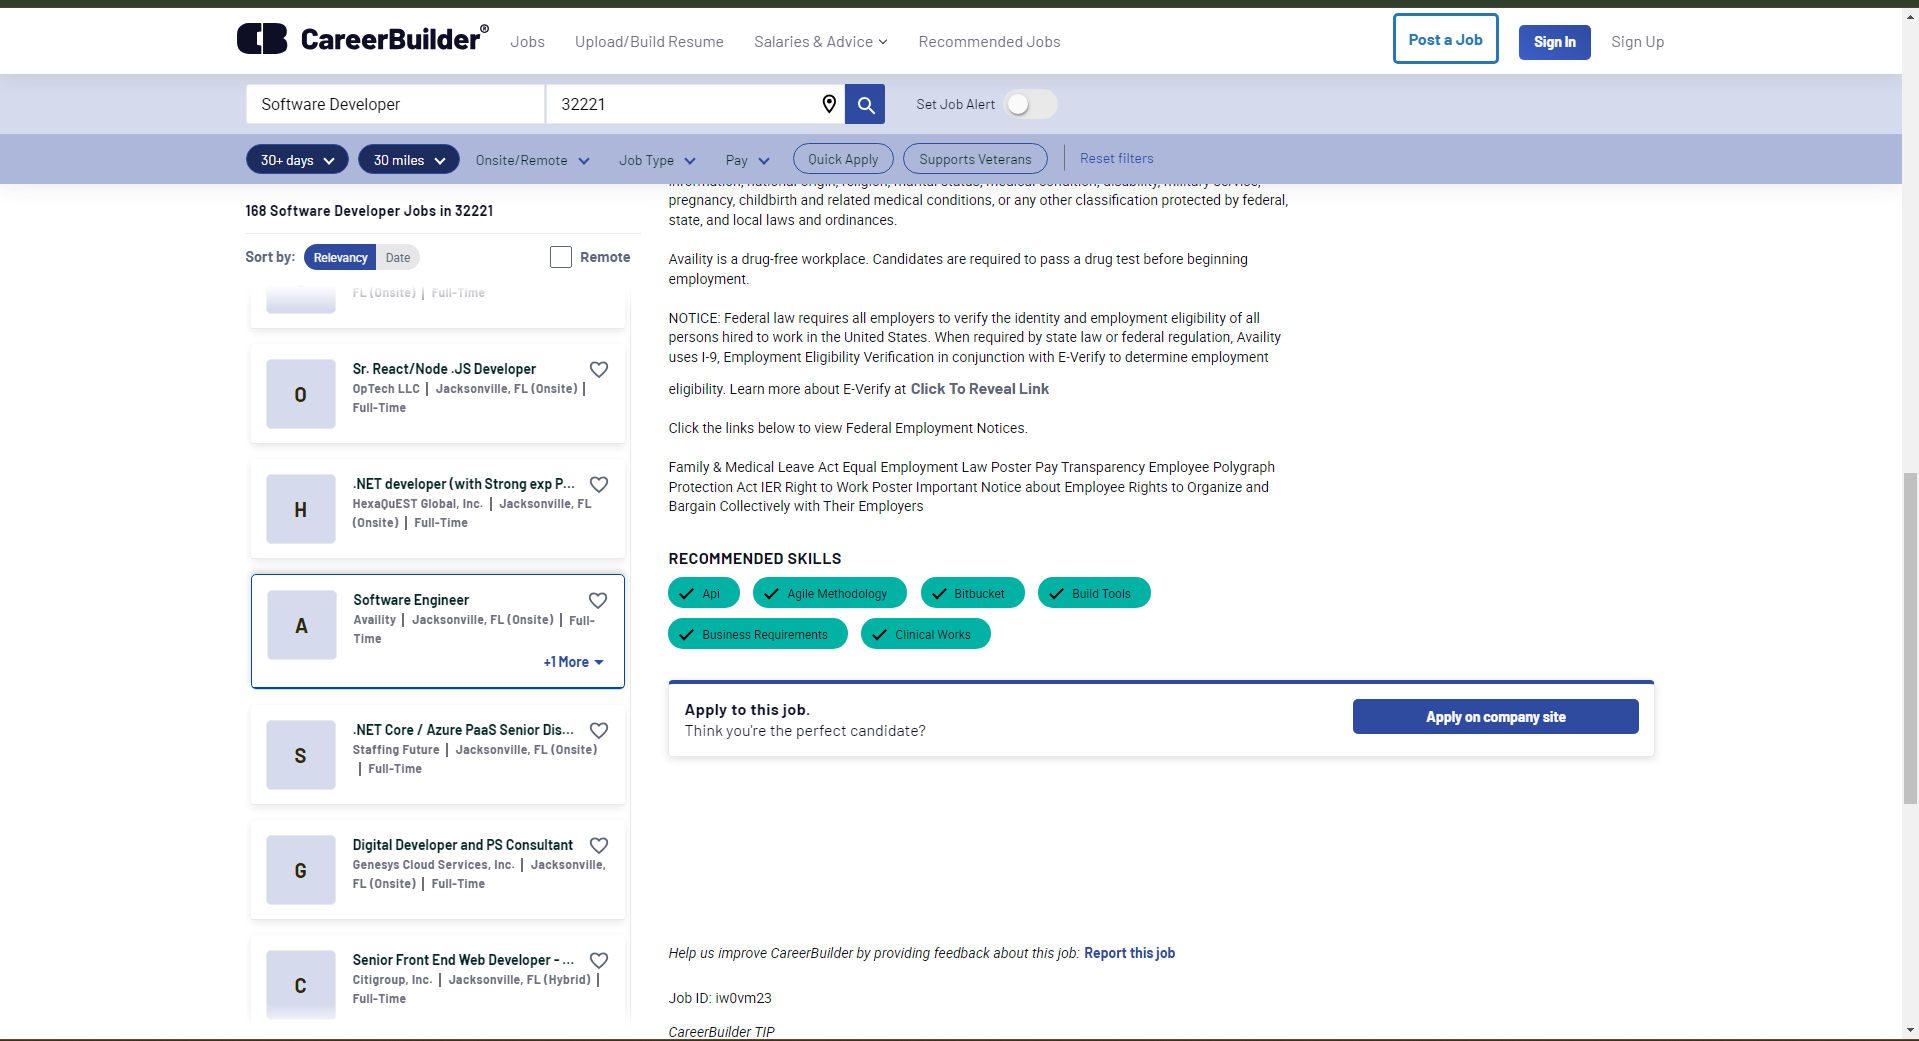 CareerBuilder®
Jobs
Upload/Build Resume
Salaries & Advice
Recommended Jobs
Post a Job
Sign In
Sign Up
Software Developer
32221
Set Job Alert
30+ days
30 miles
Onsite/Remote
Job Type
Pay
Quick Apply
Supports Veterans
Reset filters
168 Software Developer Jobs in 32221
Sort by:
Relevancy
Date
Remote
FL (Onsite) | Full-Time
O
Sr. React/Node .JS Developer
OpTech LLC | Jacksonville, FL (Onsite) |
Full-Time
H
.NET developer (with Strong exp P...
HexaQuEST Global, Inc. | Jacksonville, FL
(Onsite) | Full-Time
A
Software Engineer
Availity | Jacksonville, FL (Onsite) | Full-
Time
+1 More
S
.NET Core / Azure PaaS Senior Dis...
Staffing Future | Jacksonville, FL (Onsite)
| Full-Time
G
Digital Developer and PS Consultant
Genesys Cloud Services, Inc. | Jacksonville,
FL (Onsite) | Full-Time
C
Senior Front End Web Developer - ...
Citigroup, Inc. | Jacksonville, FL (Hybrid) |
Full-Time
information, national origin, religion, marital status, medical condition, disability, military service,
pregnancy, childbirth and related medical conditions, or any other classification protected by federal,
state, and local laws and ordinances.
Availity is a drug-free workplace. Candidates are required to pass a drug test before beginning
employment.
NOTICE: Federal law requires all employers to verify the identity and employment eligibility of all
persons hired to work in the United States. When required by state law or federal regulation, Availity
uses I-9, Employment Eligibility Verification in conjunction with E-Verify to determine employment
eligibility. Learn more about E-Verify at Click To Reveal Link
Click the links below to view Federal Employment Notices.
Family & Medical Leave Act Equal Employment Law Poster Pay Transparency Employee Polygraph
Protection Act IER Right to Work Poster Important Notice about Employee Rights to Organize and
Bargain Collectively with Their Employers
RECOMMENDED SKILLS
Api
Agile Methodology
Bitbucket
Build Tools
Business Requirements
Clinical Works
Apply to this job.
Think you're the perfect candidate?
Apply on company site
Help us improve CareerBuilder by providing feedback about this job: Report this job
Job ID: iw0vm23
CareerBuilder TIP